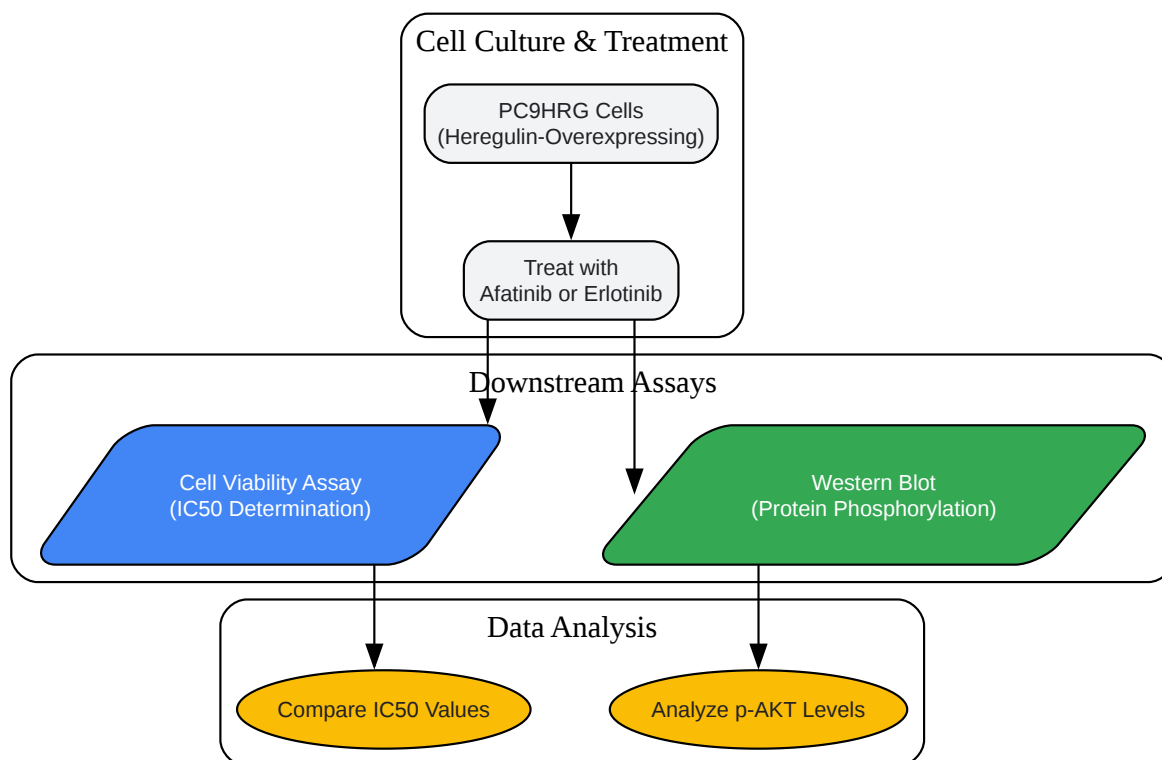 Cell Culture & Treatment
PC9HRG Cells
(Heregulin-Overexpressing)
Treat with
Afatinib or Erlotinib
Downstream Assays
Cell Viability Assay
(IC50 Determination)
Western Blot
(Protein Phosphorylation)
Data Analysis
Compare IC50 Values
Analyze p-AKT Levels